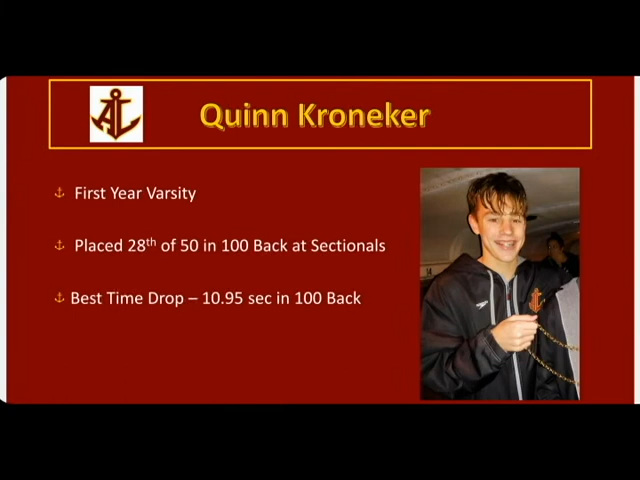 AL
Quinn Kroneker
First Year Varsity
Placed 28th of 50 in 100 Back at Sectionals
Best Time Drop – 10.95 sec in 100 Back
14